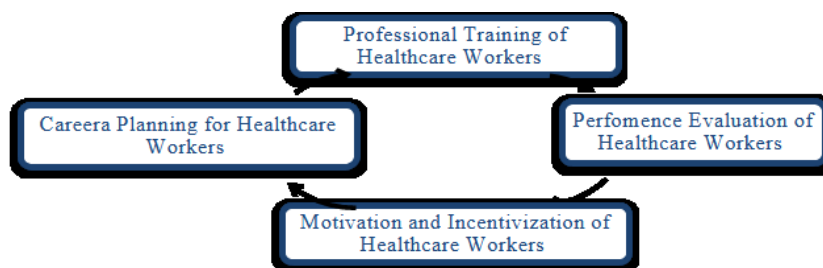 Professional Training of
Healthcare Workers
Careera Planning for Healthcare
Workers
Perfomence Evaluation of
Healthcare Workers
Motivation and Incentivization of
Healthcare Workers